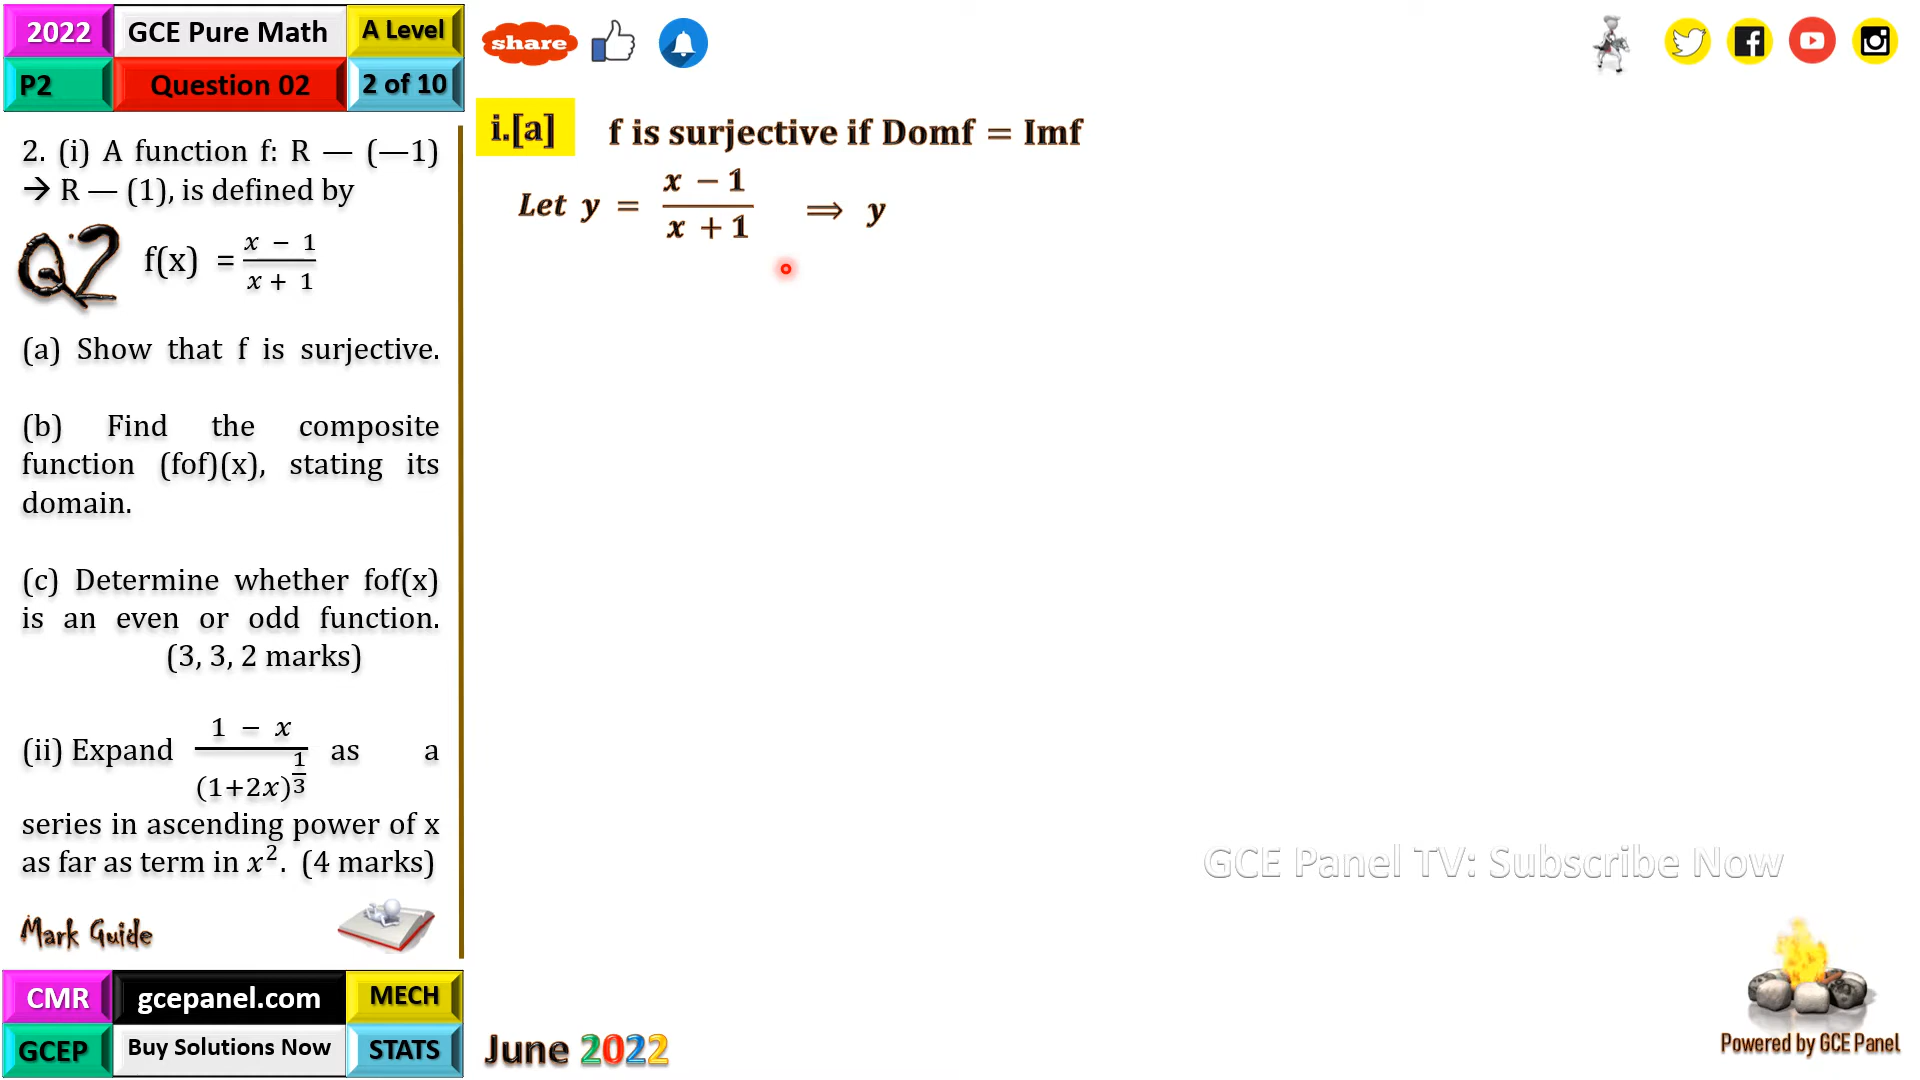 2022 GCE Pure Math A Level
P2 Question 02 2 of 10
share
2. (i) A function f: R — (—1)
→ R — (1), is defined by
Q2 f(x) = (x − 1)/(x + 1)
(a) Show that f is surjective.
(b) Find the composite
function (fof)(x), stating its
domain.
(c) Determine whether fof(x)
is an even or odd function.
(3, 3, 2 marks)
(ii) Expand (1 − x)/(1+2x)^(1/3) as a
series in ascending power of x
as far as term in x². (4 marks)
Mark Guide
CMR gcepanel.com MECH
GCEP Buy Solutions Now STATS
i.[a] f is surjective if Domf = Imf
Let y = (x − 1)/(x + 1) ⟹ y
GCE Panel TV: Subscribe Now
June 2022
Powered by GCE Panel